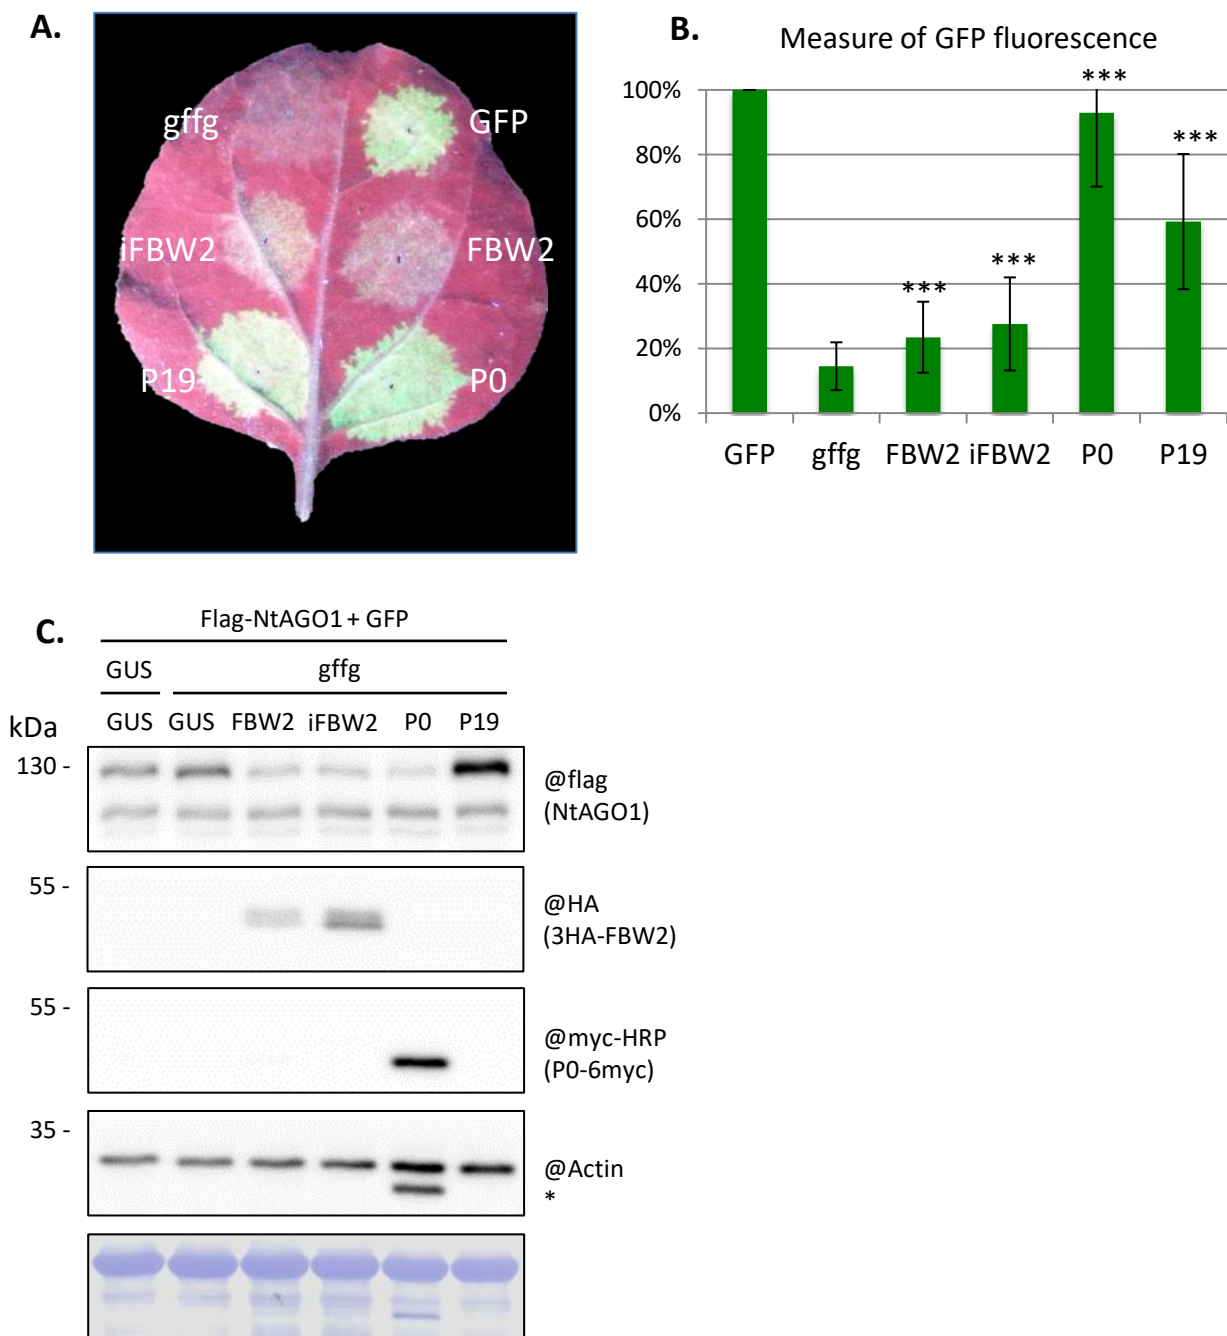 A.
gffg
GFP
iFBW2
FBW2
P19
P0
B.
Measure of GFP fluorescence
100%
80%
60%
40%
20%
0%
***
***
***
***
GFP gffg FBW2 iFBW2 P0 P19
C.
Flag-NtAGO1 + GFP
GUS gffg
kDa GUS GUS FBW2 iFBW2 P0 P19
130 -
@flag
(NtAGO1)
55 -
@HA
(3HA-FBW2)
55 -
@myc-HRP
(P0-6myc)
35 -
@Actin
*